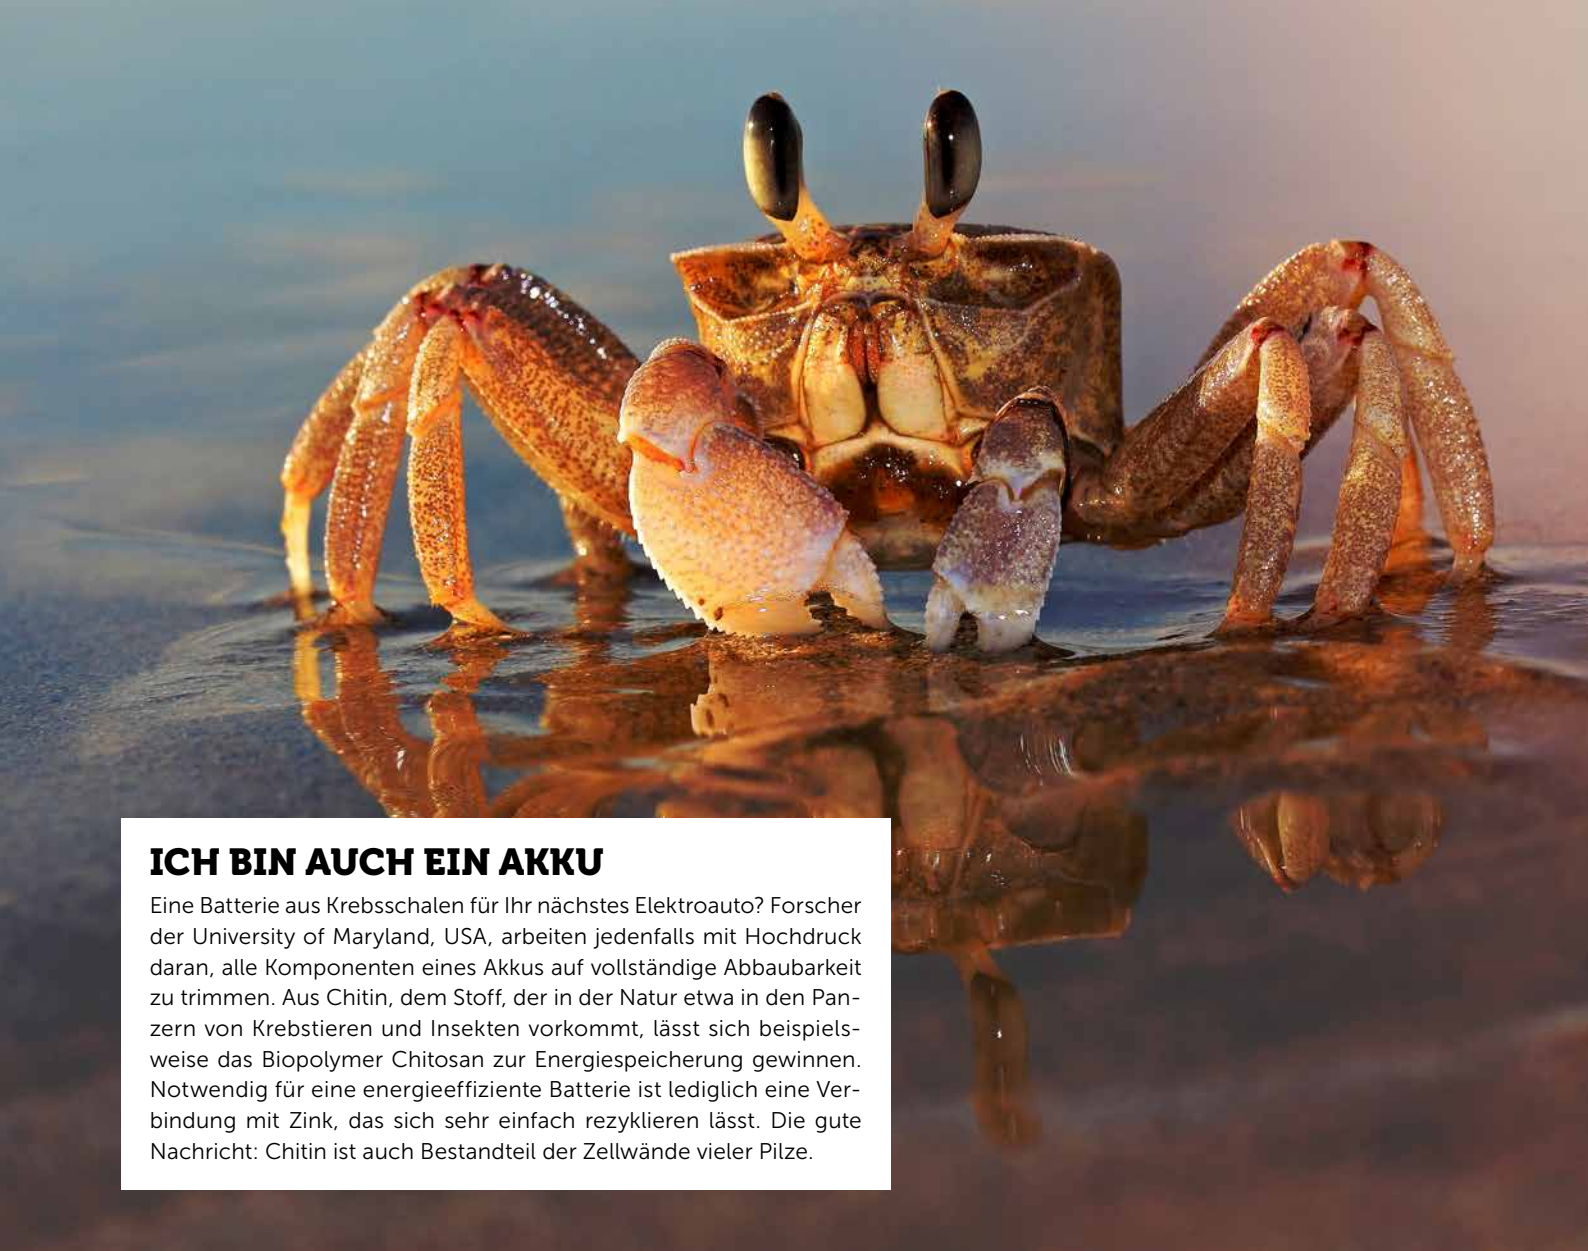 ICH BIN AUCH EIN AKKU
Eine Batterie aus Krebsschalen für Ihr nächstes Elektroauto? Forscher
der University of Maryland, USA, arbeiten jedenfalls mit Hochdruck
daran, alle Komponenten eines Akkus auf vollständige Abbaubarkeit
zu trimmen. Aus Chitin, dem Stoff, der in der Natur etwa in den Pan-
zern von Krebstieren und Insekten vorkommt, lässt sich beispiels-
weise das Biopolymer Chitosan zur Energiespeicherung gewinnen.
Notwendig für eine energieeffiziente Batterie ist lediglich eine Ver-
bindung mit Zink, das sich sehr einfach rezyklieren lässt. Die gute
Nachricht: Chitin ist auch Bestandteil der Zellwände vieler Pilze.